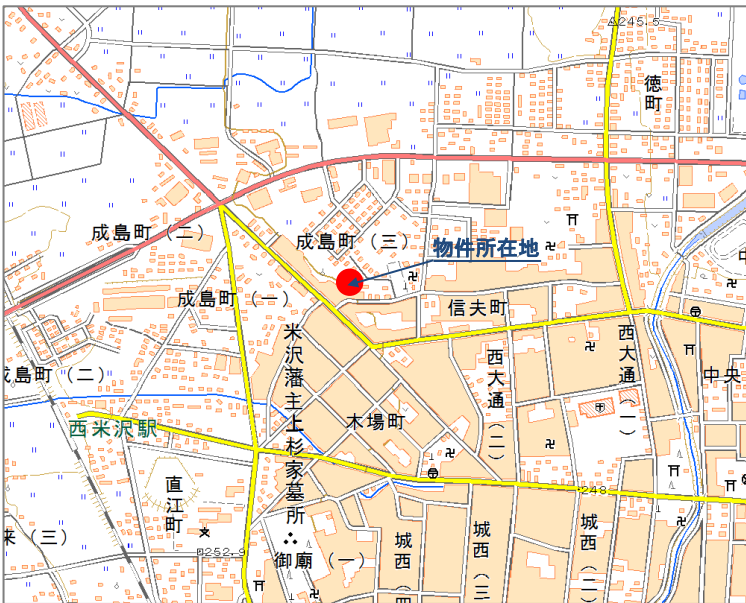 245.5
徳町
成島町（二）
成島町（三）
物件所在地
成島町（一）
信夫町
米沢藩主上杉家墓所
西大通（二）
西大通（一）
中央
成島町（二）
木場町
西米沢駅
248
直江町
252.9
御廟（一）
城西（三
城西（二）